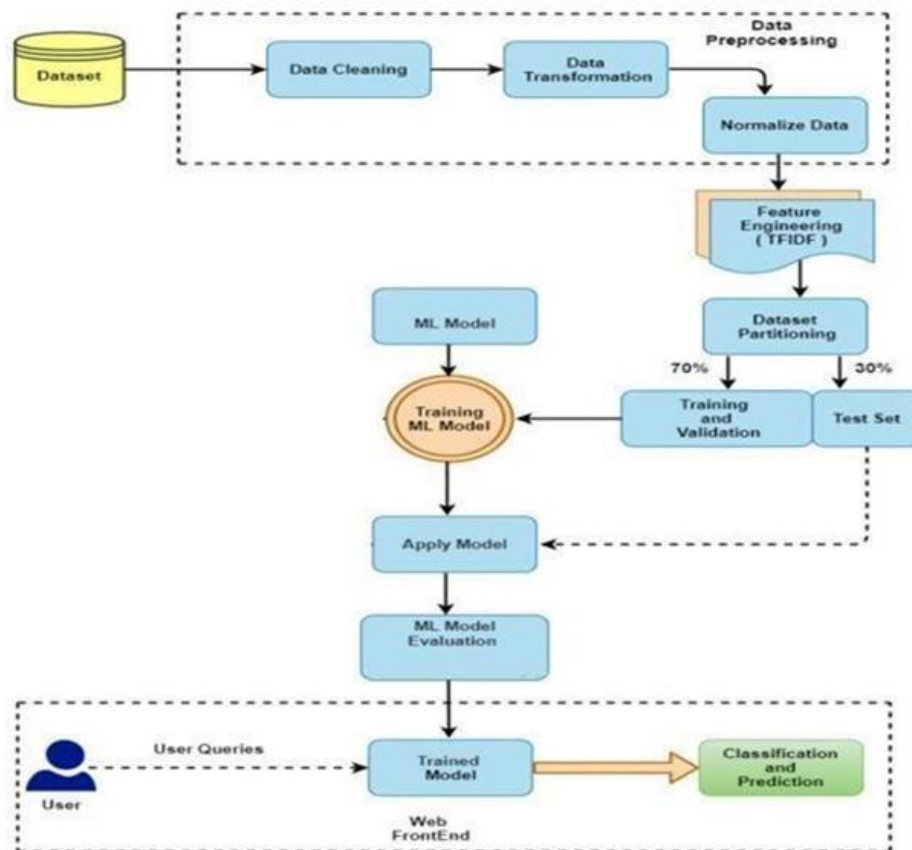 Data
Preprocessing
Dataset
Data Cleaning
Data
Transformation
Normalize Data
Feature
Engineering
( TFIDF )
ML Model
Dataset
Partitioning
70%
30%
Training
ML Model
Training
and
Validation
Test Set
Apply Model
ML Model
Evaluation
User Queries
Trained
Model
Classification
and
Prediction
User
Web
FrontEnd